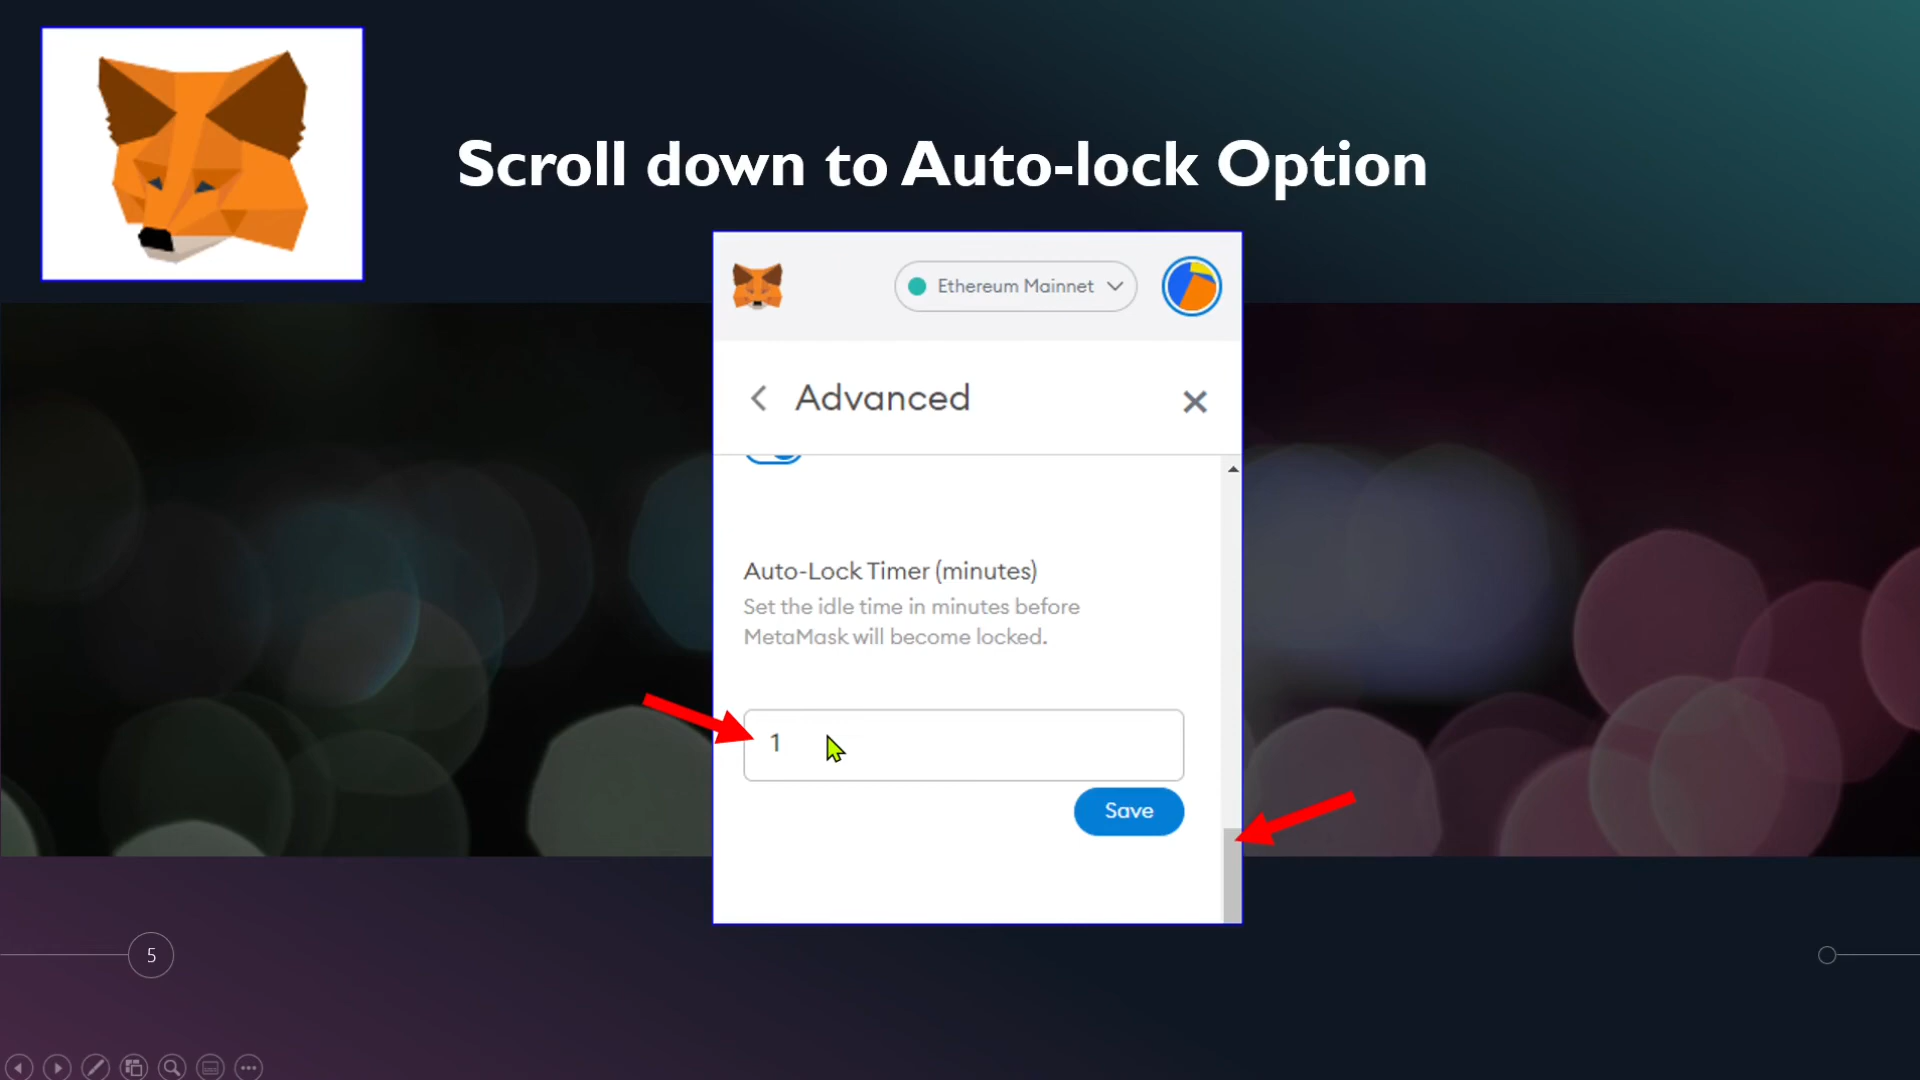 Scroll down to Auto-lock Option
Ethereum Mainnet
Advanced
Auto-Lock Timer (minutes)
Set the idle time in minutes before
MetaMask will become locked.
1
Save
5